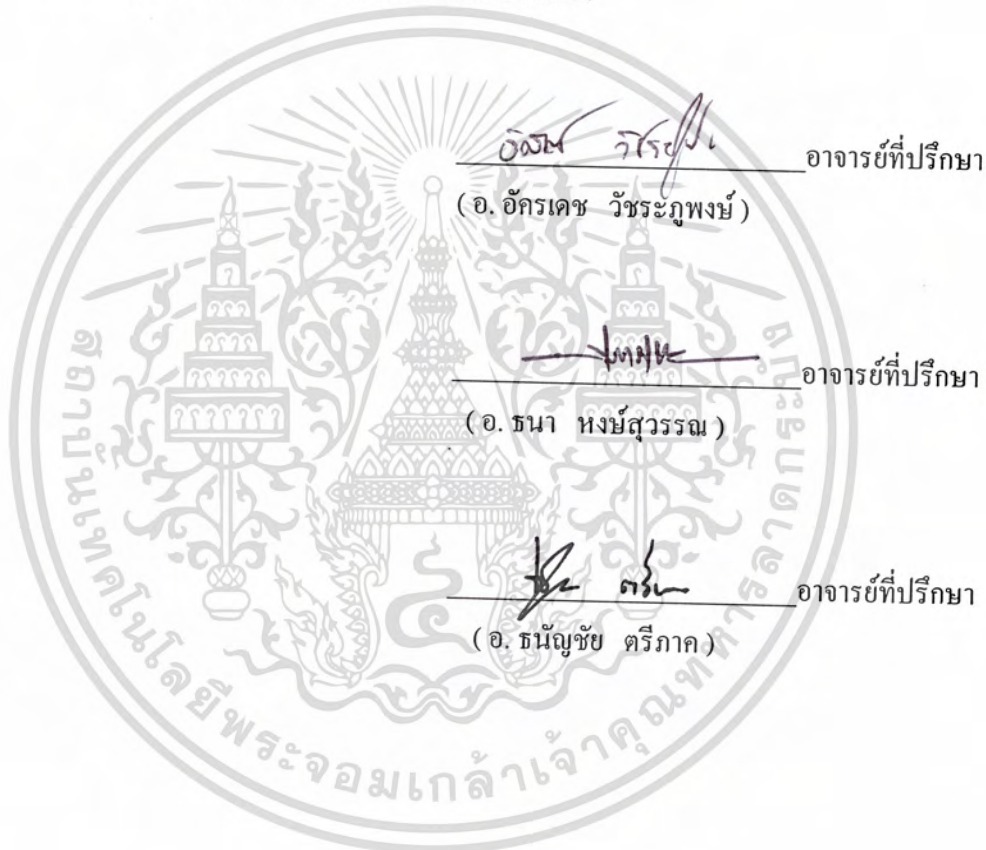 อาจารย์ที่ปรึกษา
( อ. อัครเดช วัชระภูพงษ์ )
อาจารย์ที่ปรึกษา
( อ. ธนา หงษ์สุวรรณ )
อาจารย์ที่ปรึกษา
( อ. ธนัญชัย ตรีภาค )
สถาบันเทคโนโลยีพระจอมเกล้าเจ้าคุณทหารลาดกระบัง